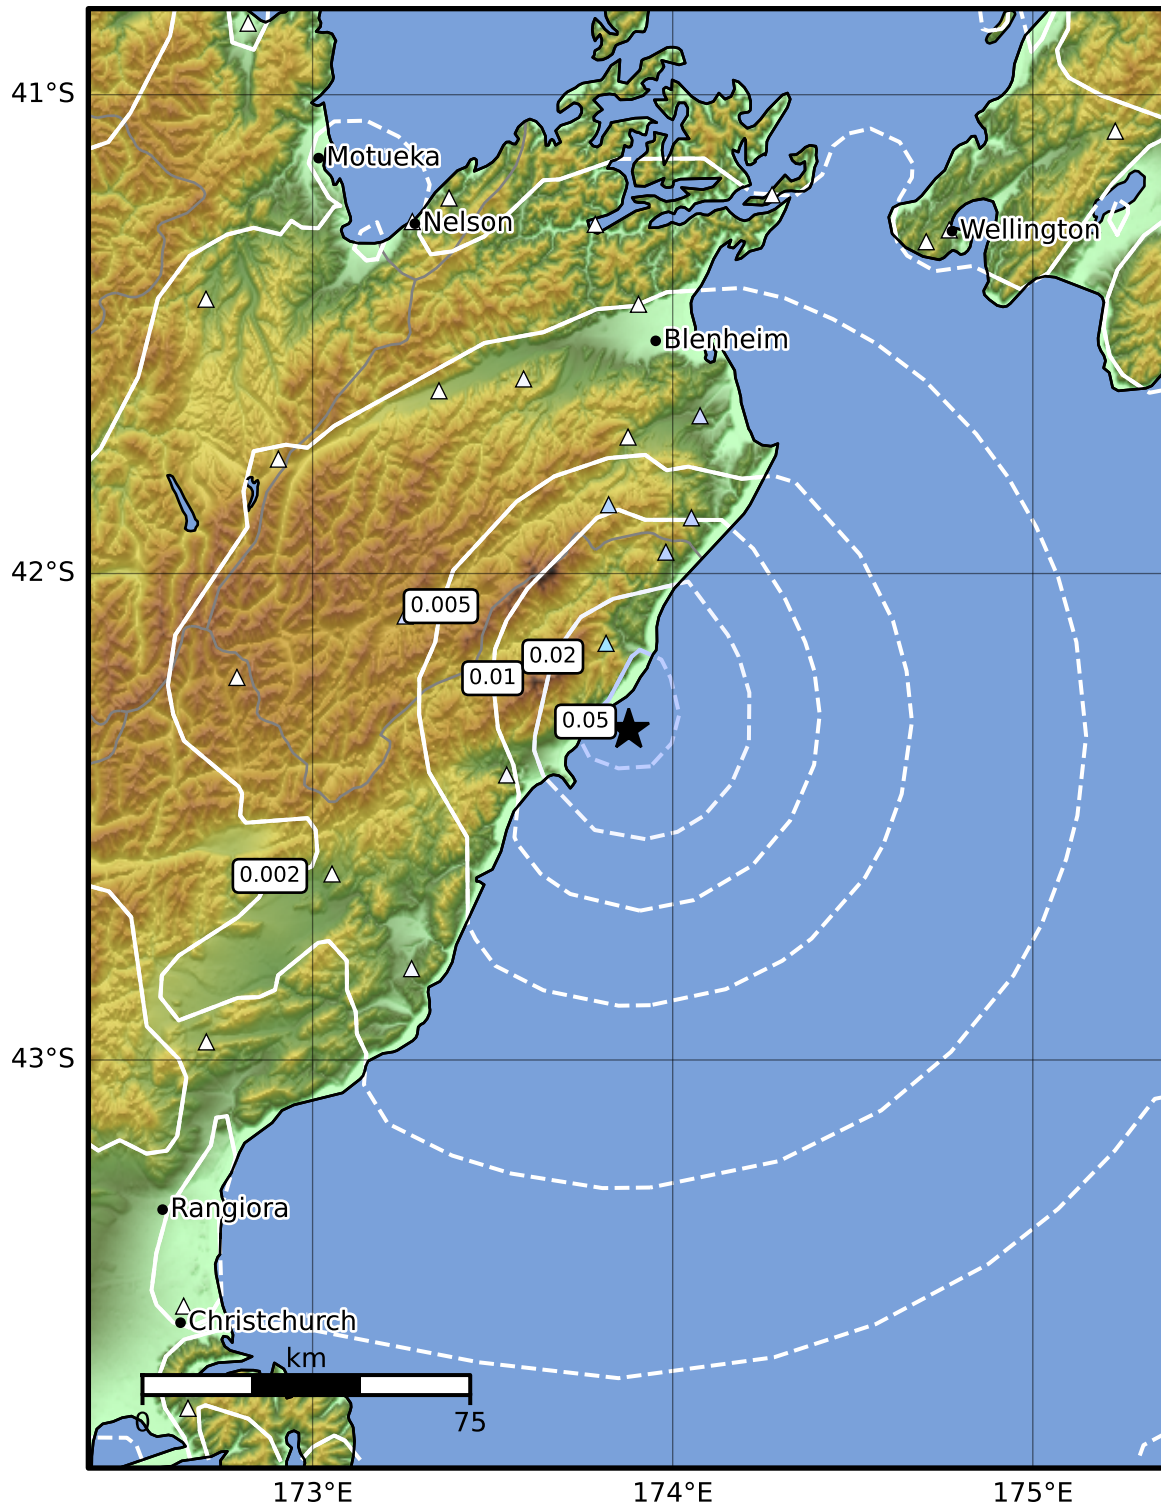 41°S
Motueka
Nelson
Wellington
Blenheim
42°S
0.005
0.02
0.01
0.05
0.002
43°S
Rangiora
Christchurch
km
0
75
173°E
174°E
175°E